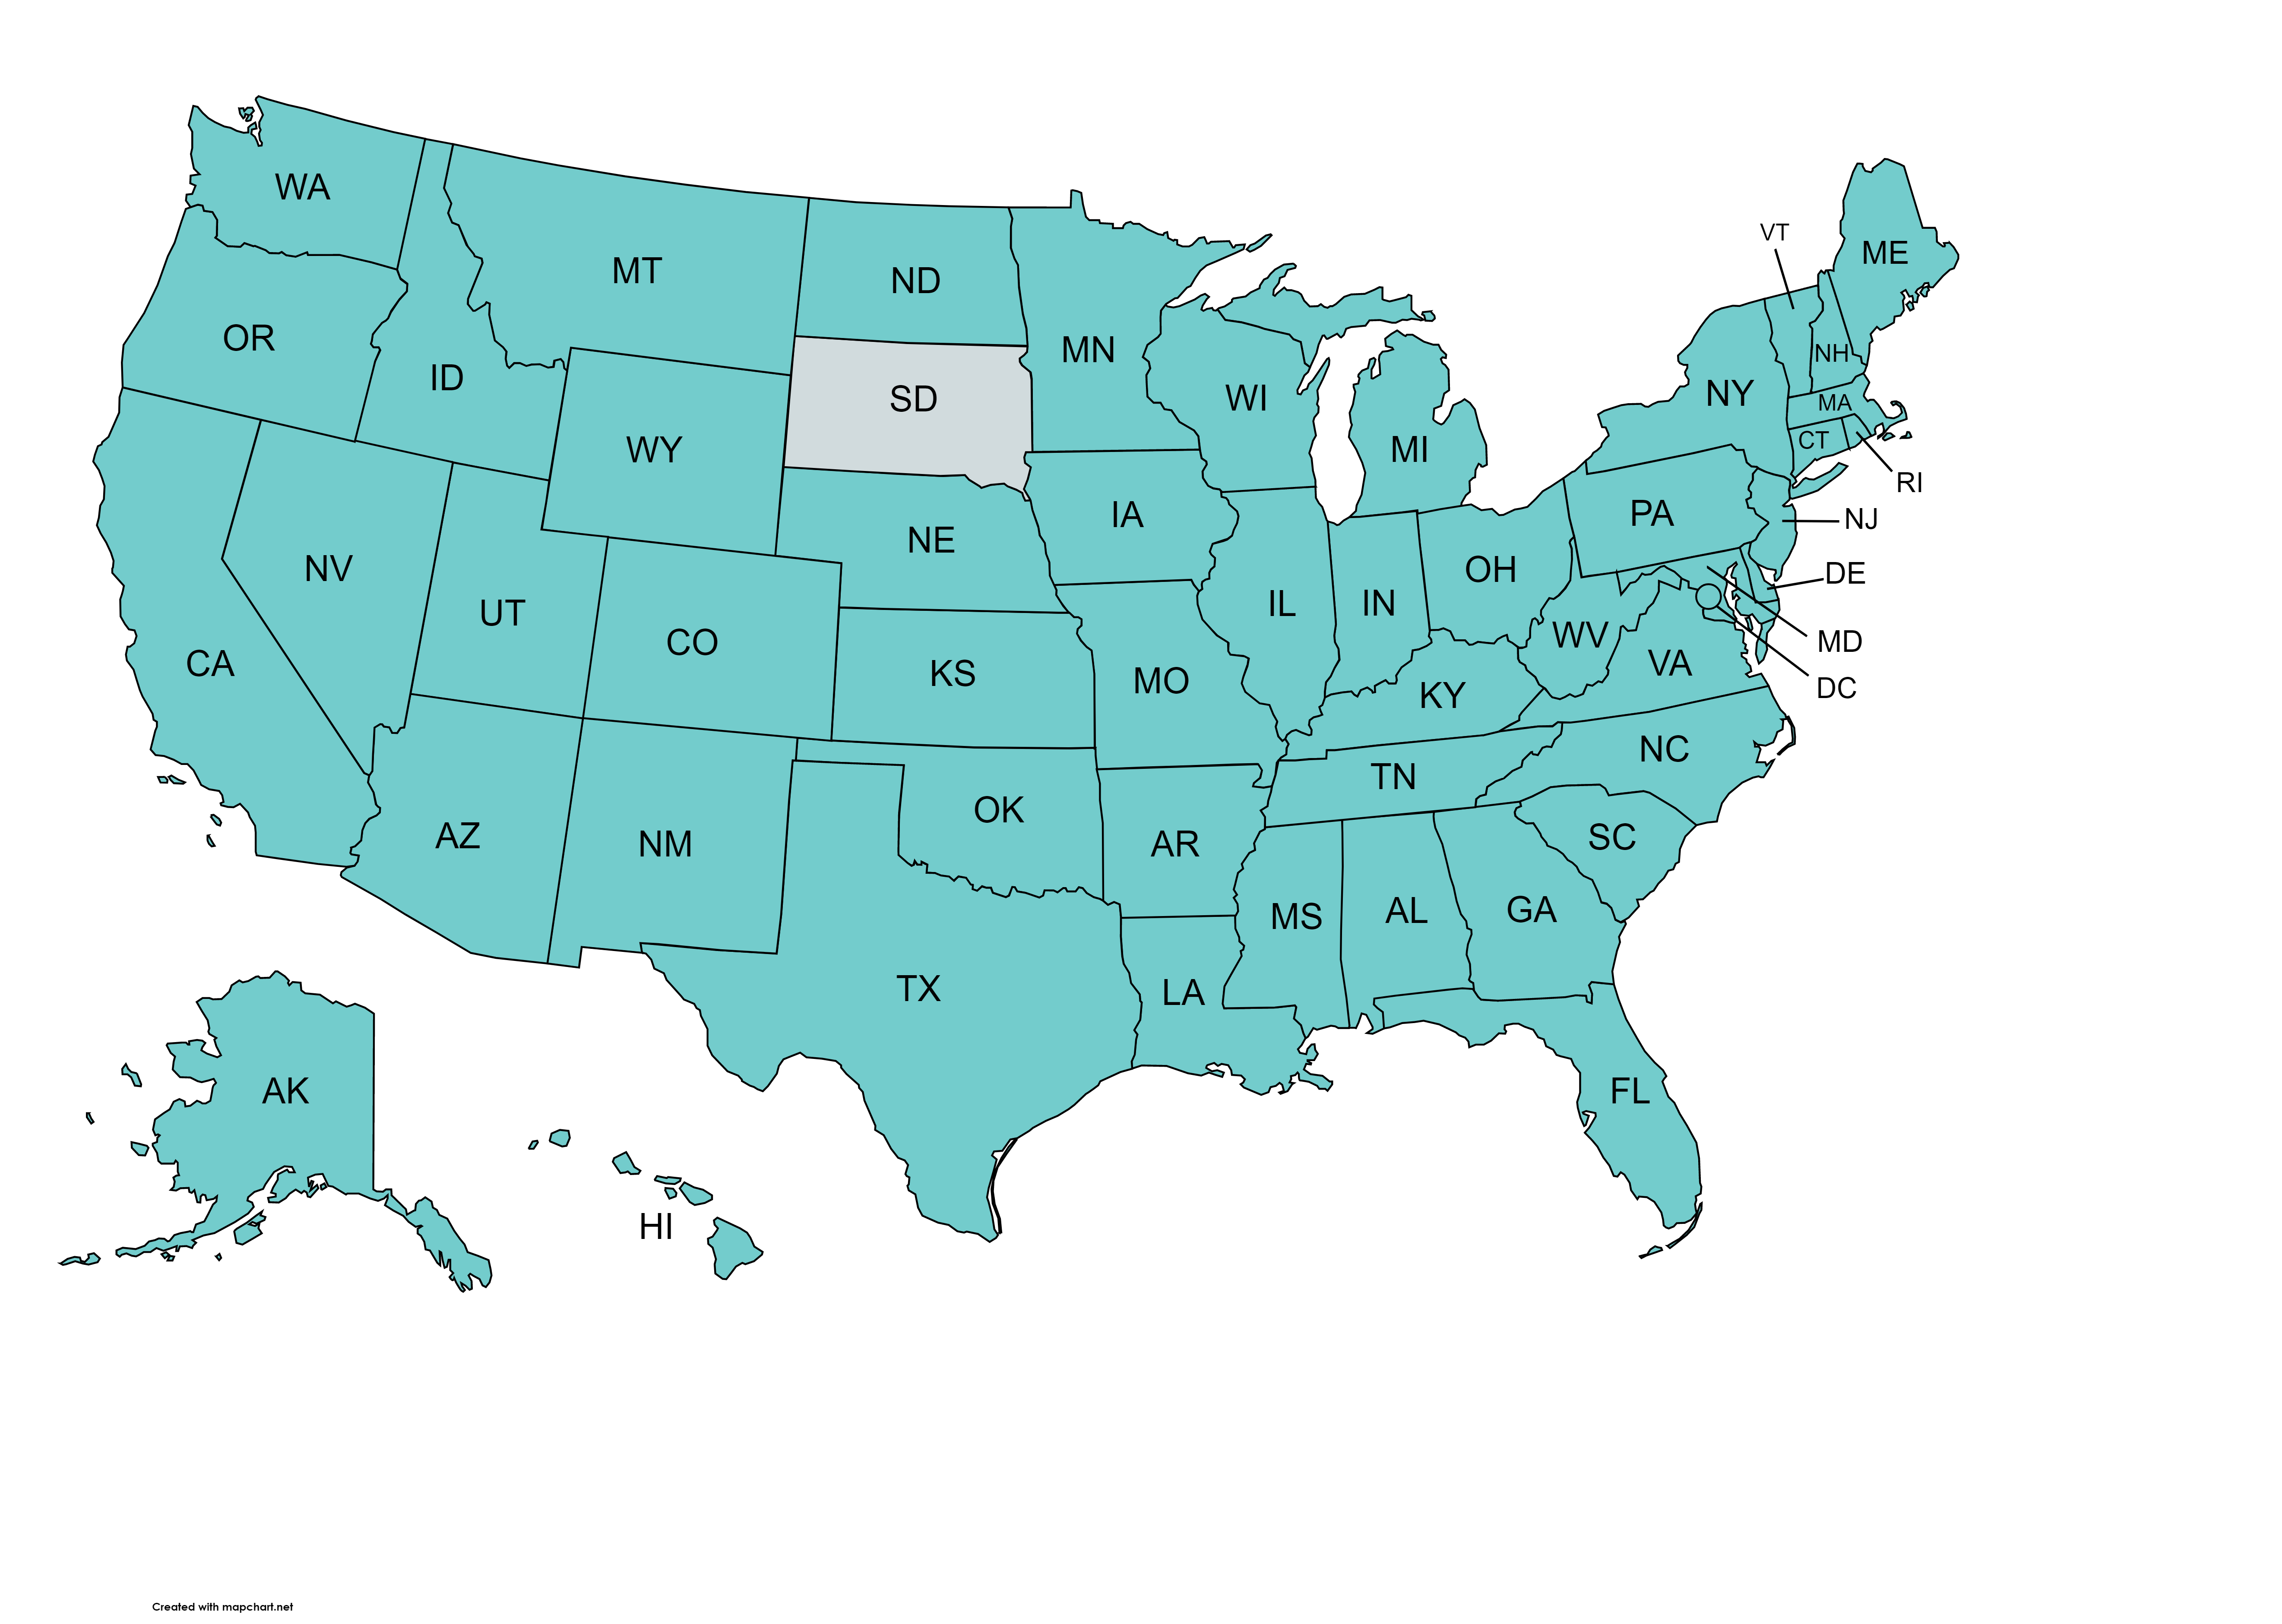 WA
MT
ND
VT
ME
OR
ID
MN
NH
SD
WI
NY
MA
WY
MI
CT
RI
NE
IA
PA
NJ
NV
UT
OH
DE
CO
IL
IN
WV
MD
CA
KS
MO
VA
DC
KY
NC
TN
AZ
NM
OK
AR
SC
MS
AL
GA
TX
LA
AK
FL
HI
Created with mapchart.net